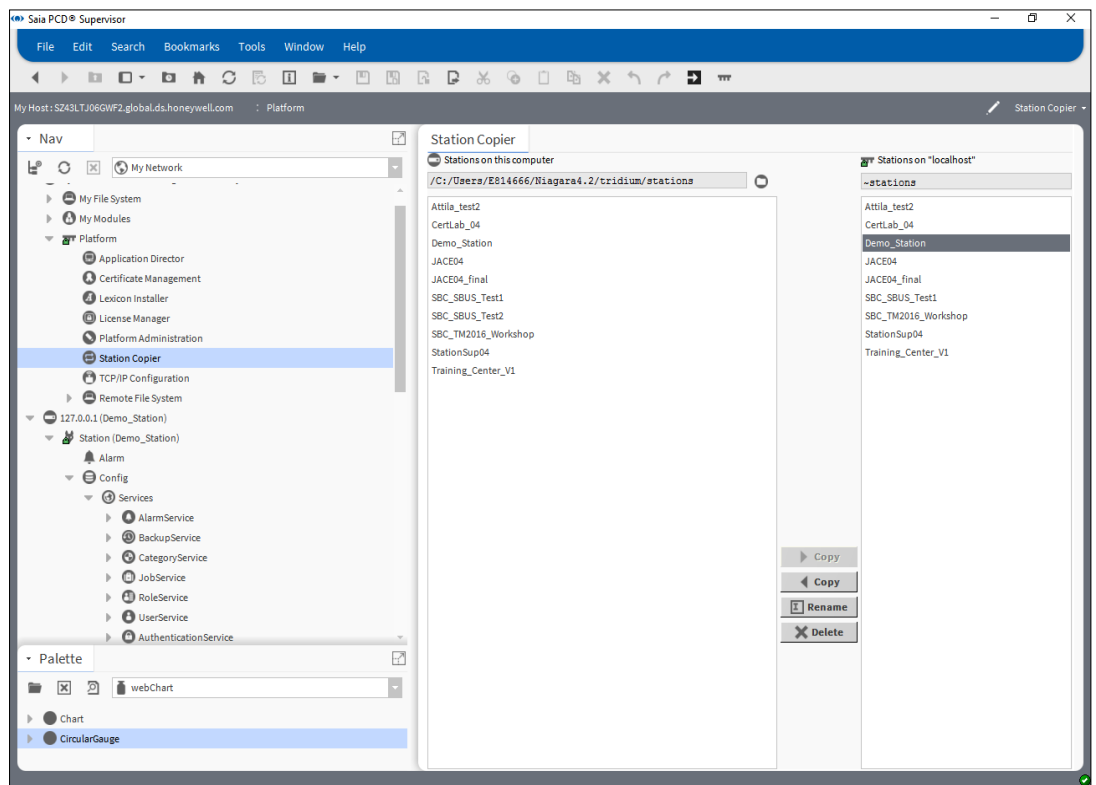 Saia PCD® Supervisor
File Edit Search Bookmarks Tools Window Help
My Host : SZ43LTJ06GWF2.global.ds.honeywell.com : Platform
Station Copier
Nav
My Network
My File System
My Modules
Platform
Application Director
Certificate Management
Lexicon Installer
License Manager
Platform Administration
Station Copier
TCP/IP Configuration
Remote File System
127.0.0.1 (Demo_Station)
Station (Demo_Station)
Alarm
Config
Services
AlarmService
BackupService
CategoryService
JobService
RoleService
UserService
AuthenticationService
Palette
webChart
Chart
CircularGauge
Station Copier
Stations on this computer
/C:/Users/E814666/Niagara4.2/tridium/stations
Attila_test2
CertLab_04
Demo_Station
JACE04
JACE04_final
SBC_SBUS_Test1
SBC_SBUS_Test2
SBC_TM2016_Workshop
StationSup04
Training_Center_V1
Copy
Copy
Rename
Delete
Stations on "localhost"
~stations
Attila_test2
CertLab_04
Demo_Station
JACE04
JACE04_final
SBC_SBUS_Test1
SBC_TM2016_Workshop
StationSup04
Training_Center_V1